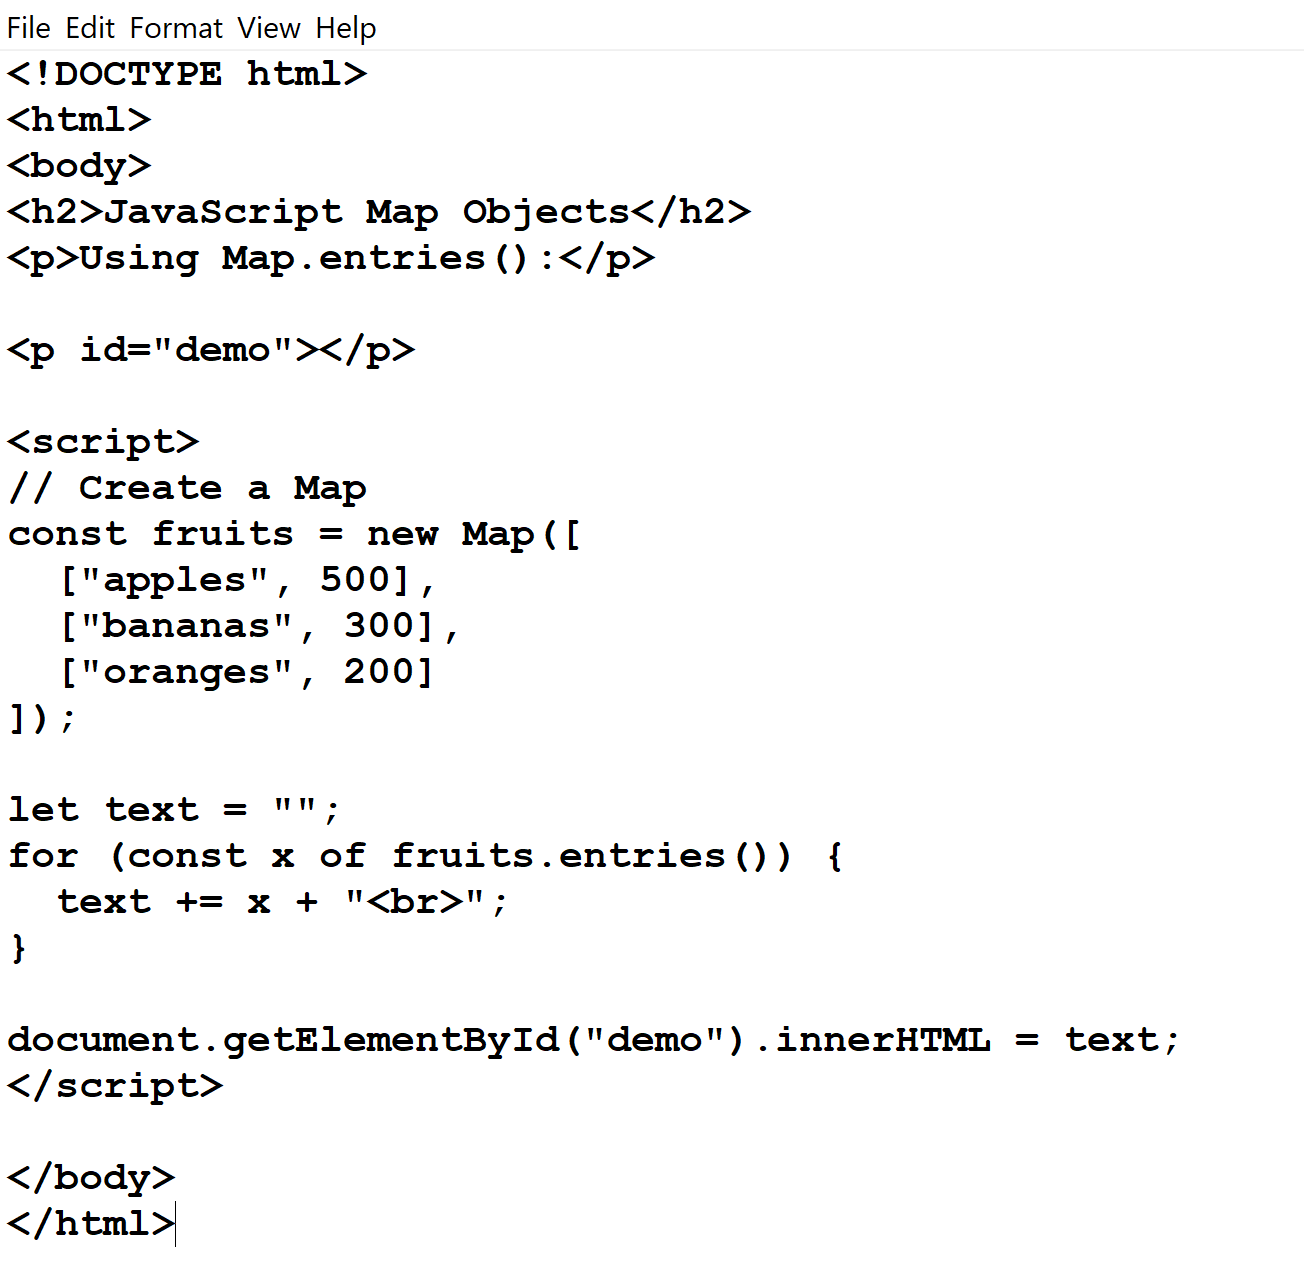 File Edit Format View Help
<!DOCTYPE html>
<html>
<body>
<h2>JavaScript Map Objects</h2>
<p>Using Map.entries():</p>

<p id="demo"></p>

<script>
// Create a Map
const fruits = new Map([
  ["apples", 500],
  ["bananas", 300],
  ["oranges", 200]
]);

let text = "";
for (const x of fruits.entries()) {
  text += x + "<br>";
}

document.getElementById("demo").innerHTML = text;
</script>

</body>
</html>